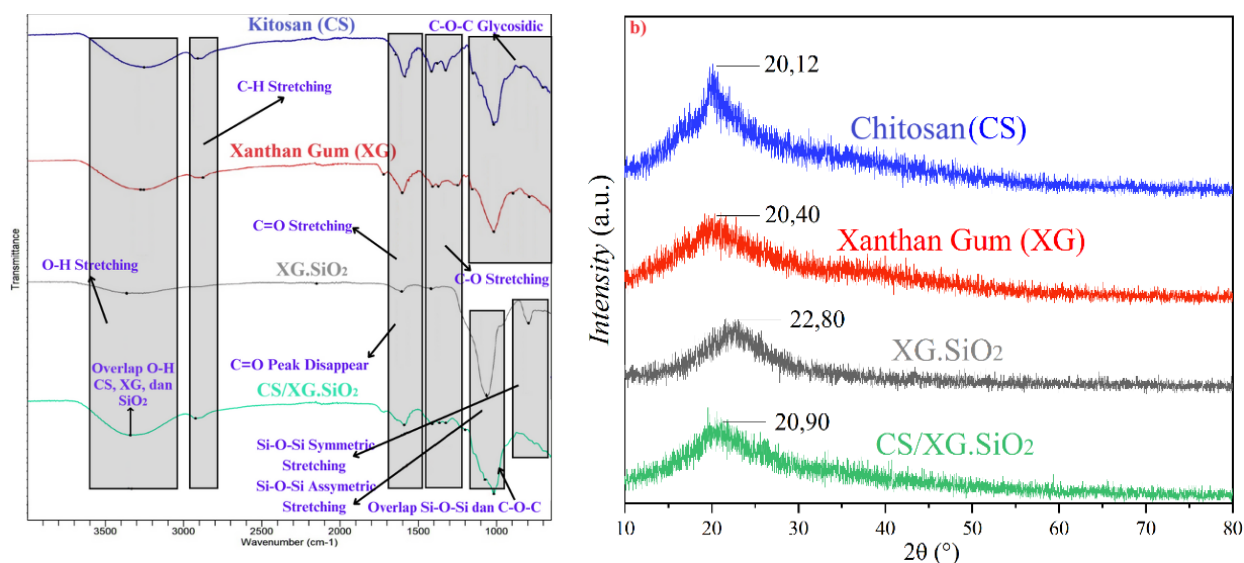 Kitosan (CS)
C-O-C Glycosidic
C-H Stretching
Xanthan Gum (XG)
C=O Stretching
O-H Stretching
XG.SiO₂
C-O Stretching
Overlap O-H
CS, XG, dan
SiO₂
C=O Peak Disappear
CS/XG.SiO₂
Si-O-Si Symmetric
Stretching
Si-O-Si Assymetric
Stretching
Overlap Si-O-Si dan C-O-C
Transmittance
3500 3000 2500 2000 1500 1000
Wavenumber (cm-1)
b)
20,12
Chitosan (CS)
20,40
Xanthan Gum (XG)
22,80
XG.SiO₂
20,90
CS/XG.SiO₂
Intensity (a.u.)
10 20 30 40 50 60 70 80
2θ (°)